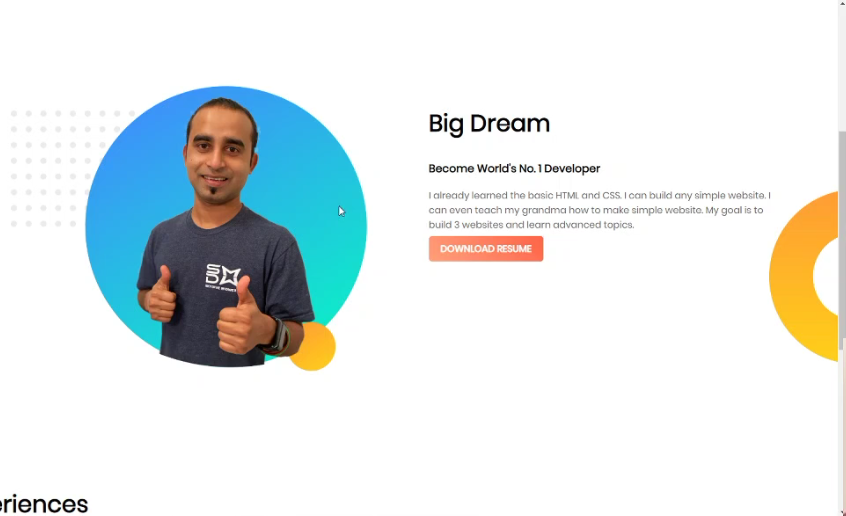 Big Dream
Become World's No. 1 Developer
I already learned the basic HTML and CSS. I can build any simple website. I
can even teach my grandma how to make simple website. My goal is to
build 3 websites and learn advanced topics.
DOWNLOAD RESUME
eriences